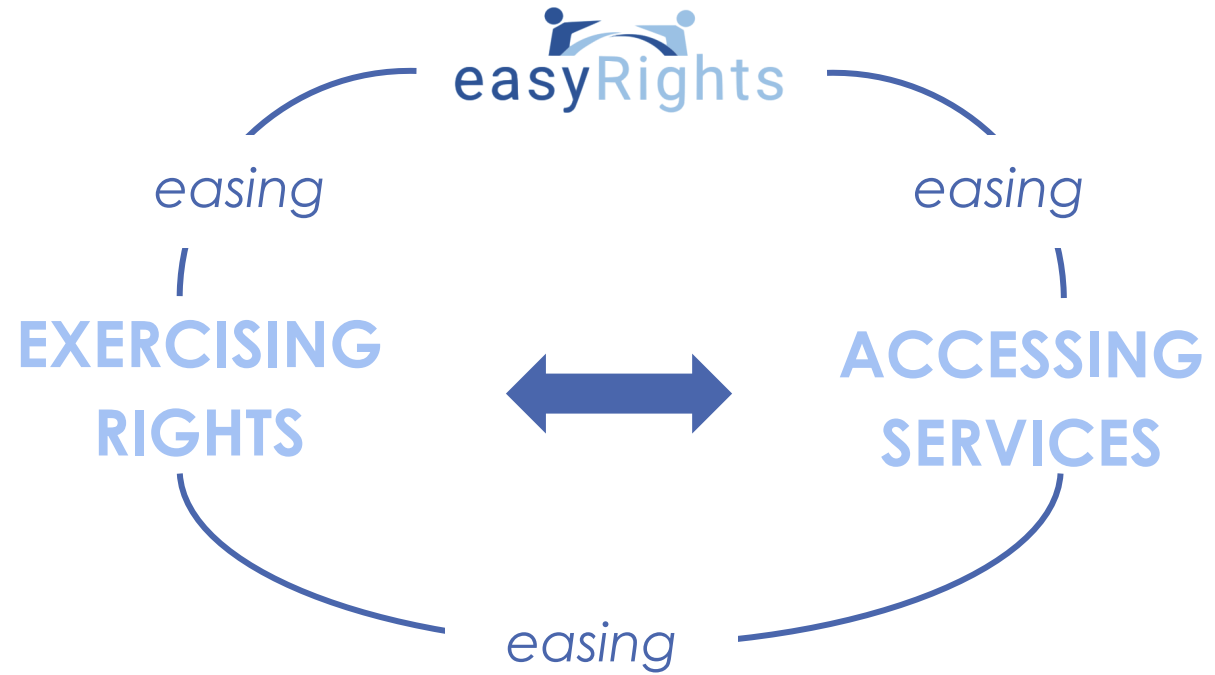 easyRights
easing
easing
EXERCISING
RIGHTS
ACCESSING
SERVICES
easing